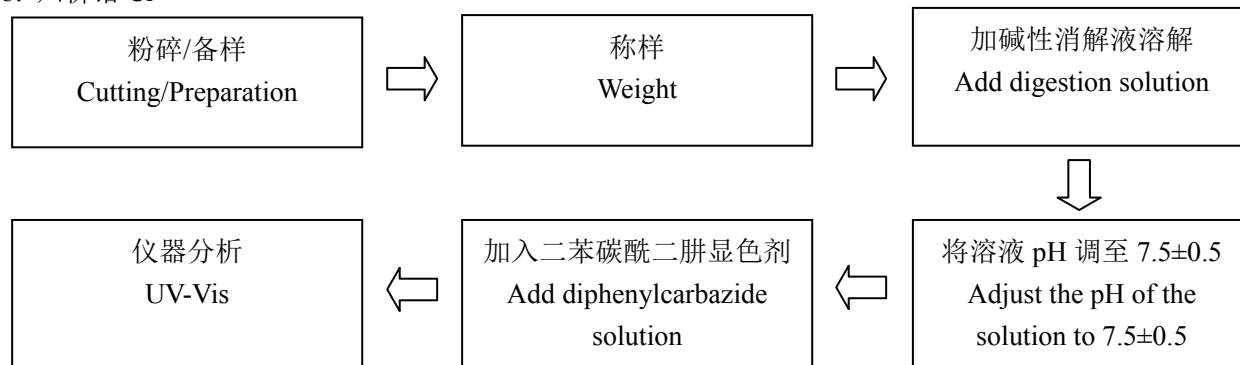 粉碎/备样
Cutting/Preparation
称样
Weight
加碱性消解液溶解
Add digestion solution
将溶液 pH 调至 7.5±0.5
Adjust the pH of the
solution to 7.5±0.5
加入二苯碳酰二肼显色剂
Add diphenylcarbazide
solution
仪器分析
UV-Vis